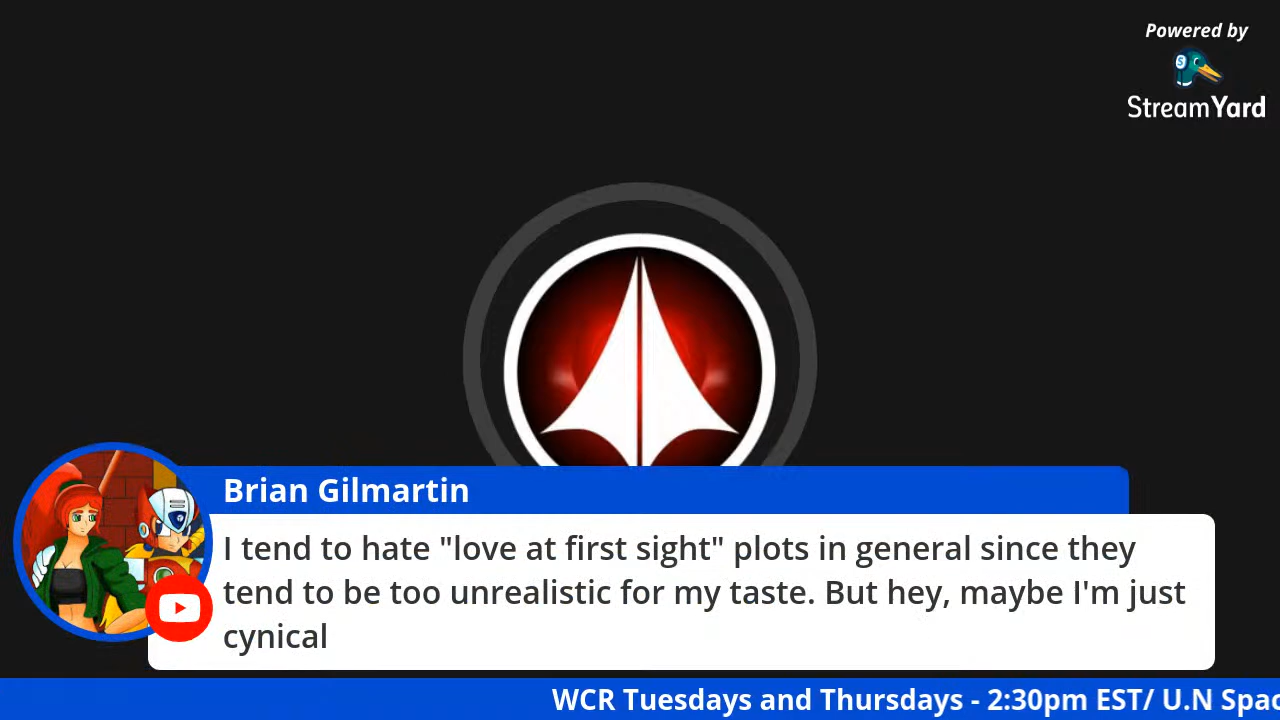 Powered by
StreamYard
Brian Gilmartin
I tend to hate "love at first sight" plots in general since they
tend to be too unrealistic for my taste. But hey, maybe I'm just
cynical
WCR Tuesdays and Thursdays - 2:30pm EST/ U.N Spac